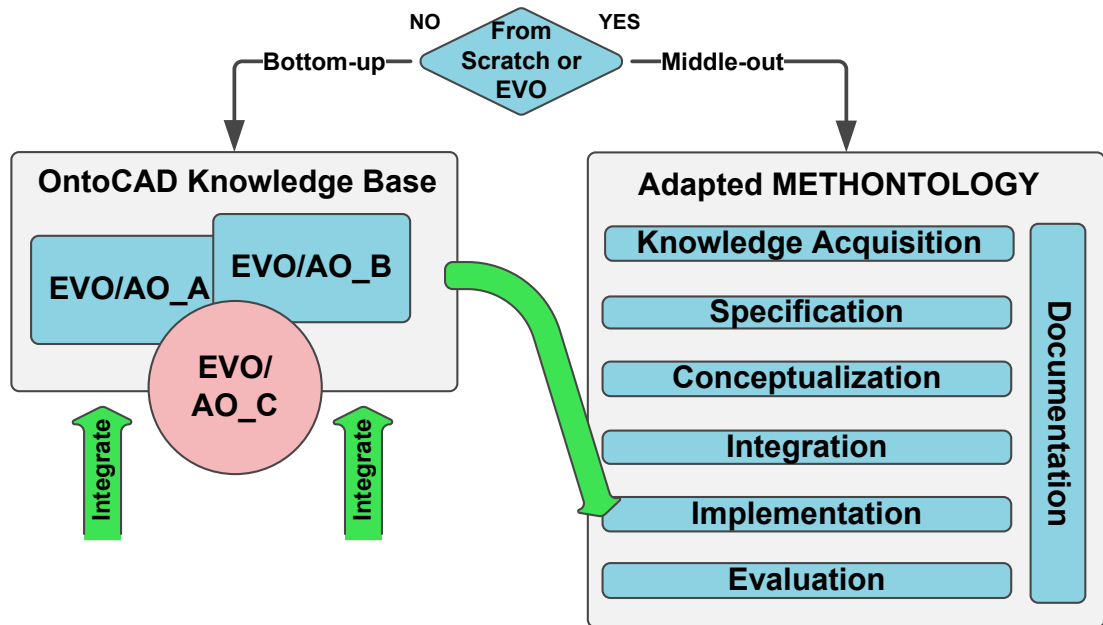 NO
YES
From
Scratch or
EVO
Bottom-up
Middle-out
OntoCAD Knowledge Base
EVO/AO_A
EVO/AO_B
EVO/
AO_C
Integrate
Integrate
Adapted METHONTOLOGY
Knowledge Acquisition
Specification
Conceptualization
Integration
Implementation
Evaluation
Documentation